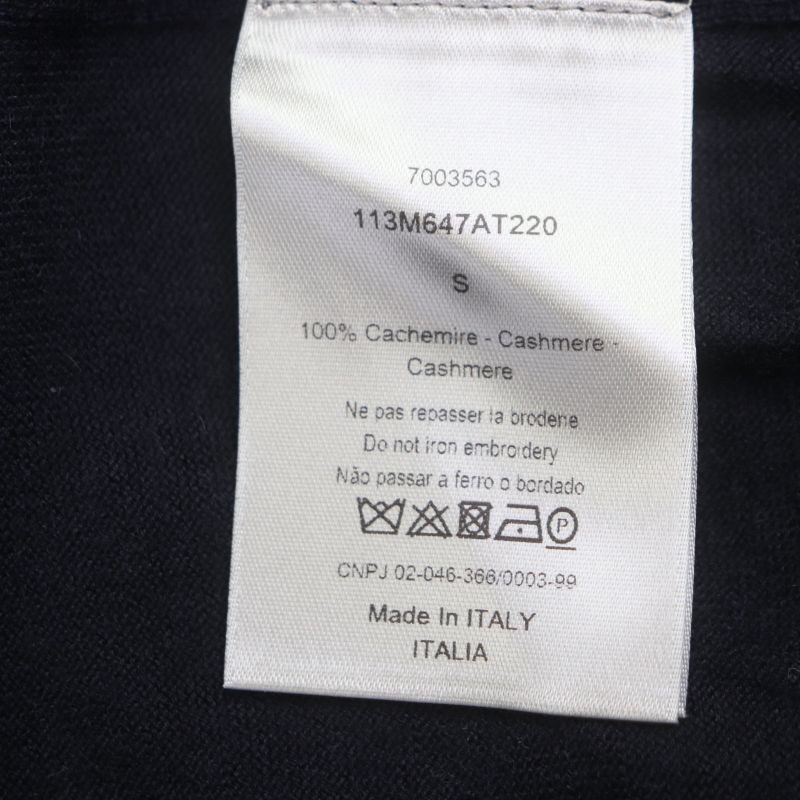 7003563
113M647AT220
S
100% Cachemire - Cashmere -
Cashmere
Ne pas repasser la broderie
Do not iron embroidery
Não passar a ferro o bordado
P
CNPJ 02-046-366/0003-99
Made In ITALY
ITALIA